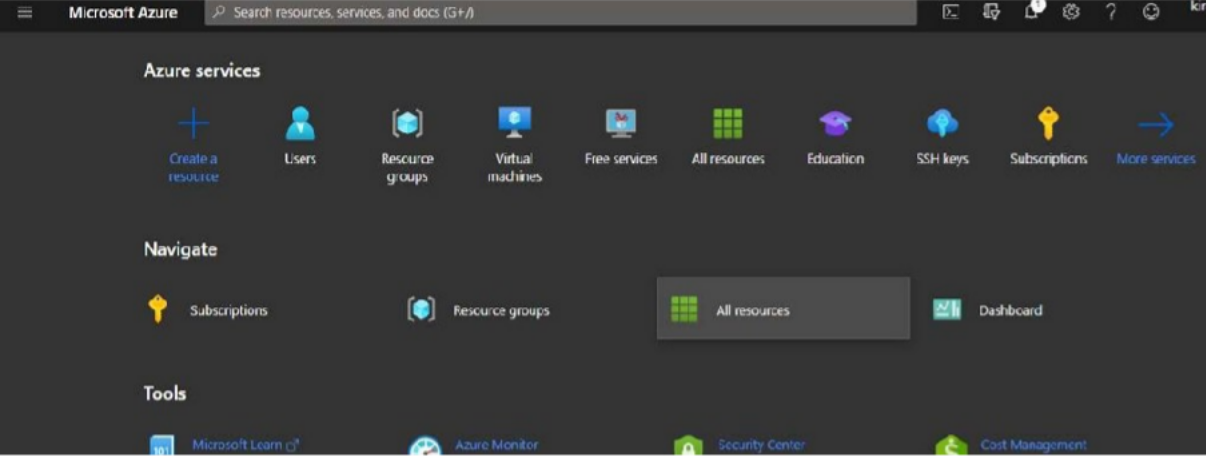 Microsoft Azure
Search resources, services, and docs (G+/)
1
Azure services
Create a
resource
Users
Resource
groups
Virtual
machines
Free services
All resources
Education
SSH keys
Subscriptions
More services
Navigate
Subscriptions
Resource groups
All resources
Dashboard
Tools
101
Microsoft Learn
Azure Monitor
Security Center
Cost Management